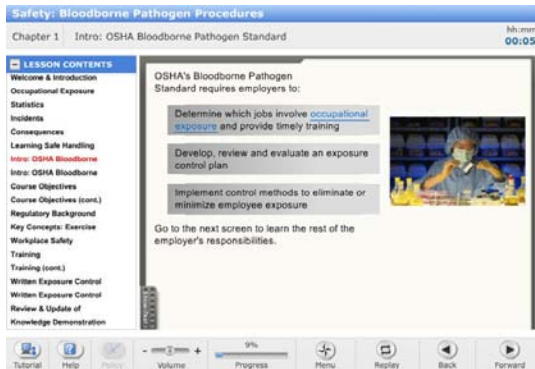 Safety: Bloodborne Pathogen Procedures
Chapter 1 Intro: OSHA Bloodborne Pathogen Standard
hh:mm
00:05
LESSON CONTENTS
Welcome & Introduction
Occupational Exposure
Statistics
Incidents
Consequences
Learning Safe Handling
Intro: OSHA Bloodborne
Intro: OSHA Bloodborne
Course Objectives
Course Objectives (cont.)
Regulatory Background
Key Concepts: Exercise
Workplace Safety
Training
Training (cont.)
Written Exposure Control
Written Exposure Control
Review & Update of
Knowledge Demonstration
OSHA's Bloodborne Pathogen
Standard requires employers to:
Determine which jobs involve occupational
exposure and provide timely training
Develop, review and evaluate an exposure
control plan
Implement control methods to eliminate or
minimize employee exposure
Go to the next screen to learn the rest of the
employer's responsibilities.
Tutorial
Help
Policy
- +
Volume
9%
Progress
Menu
Replay
Back
Forward